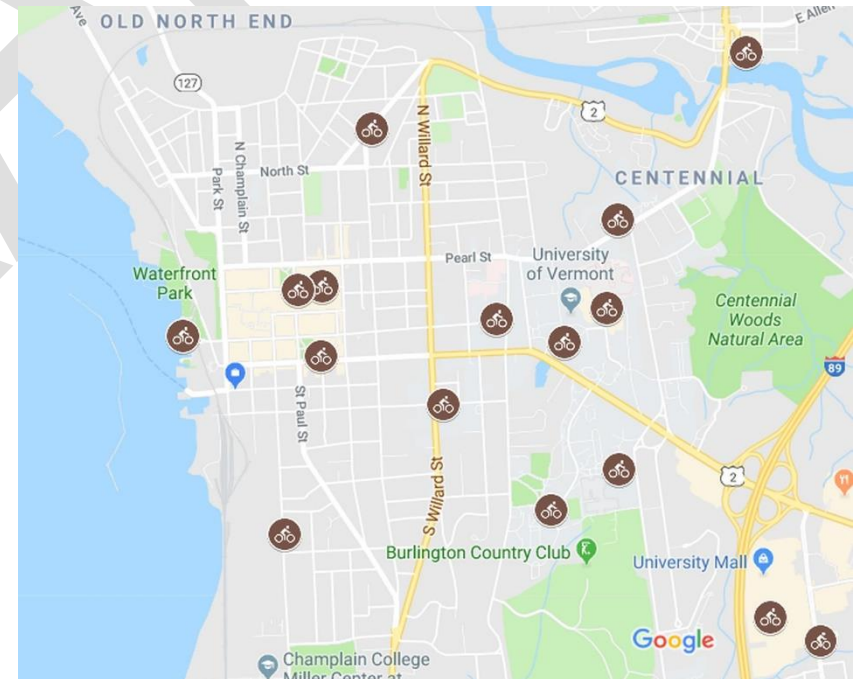 Ave
OLD NORTH END
E Allen
127
2
N Willard St
N Champlain St
Park St
North St
CENTENNIAL
Pearl St
University
of Vermont
Waterfront
Park
Centennial
Woods
Natural Area
89
St Paul St
S Willard St
2
Burlington Country Club
University Mall
Google
Champlain College
Miller Center at